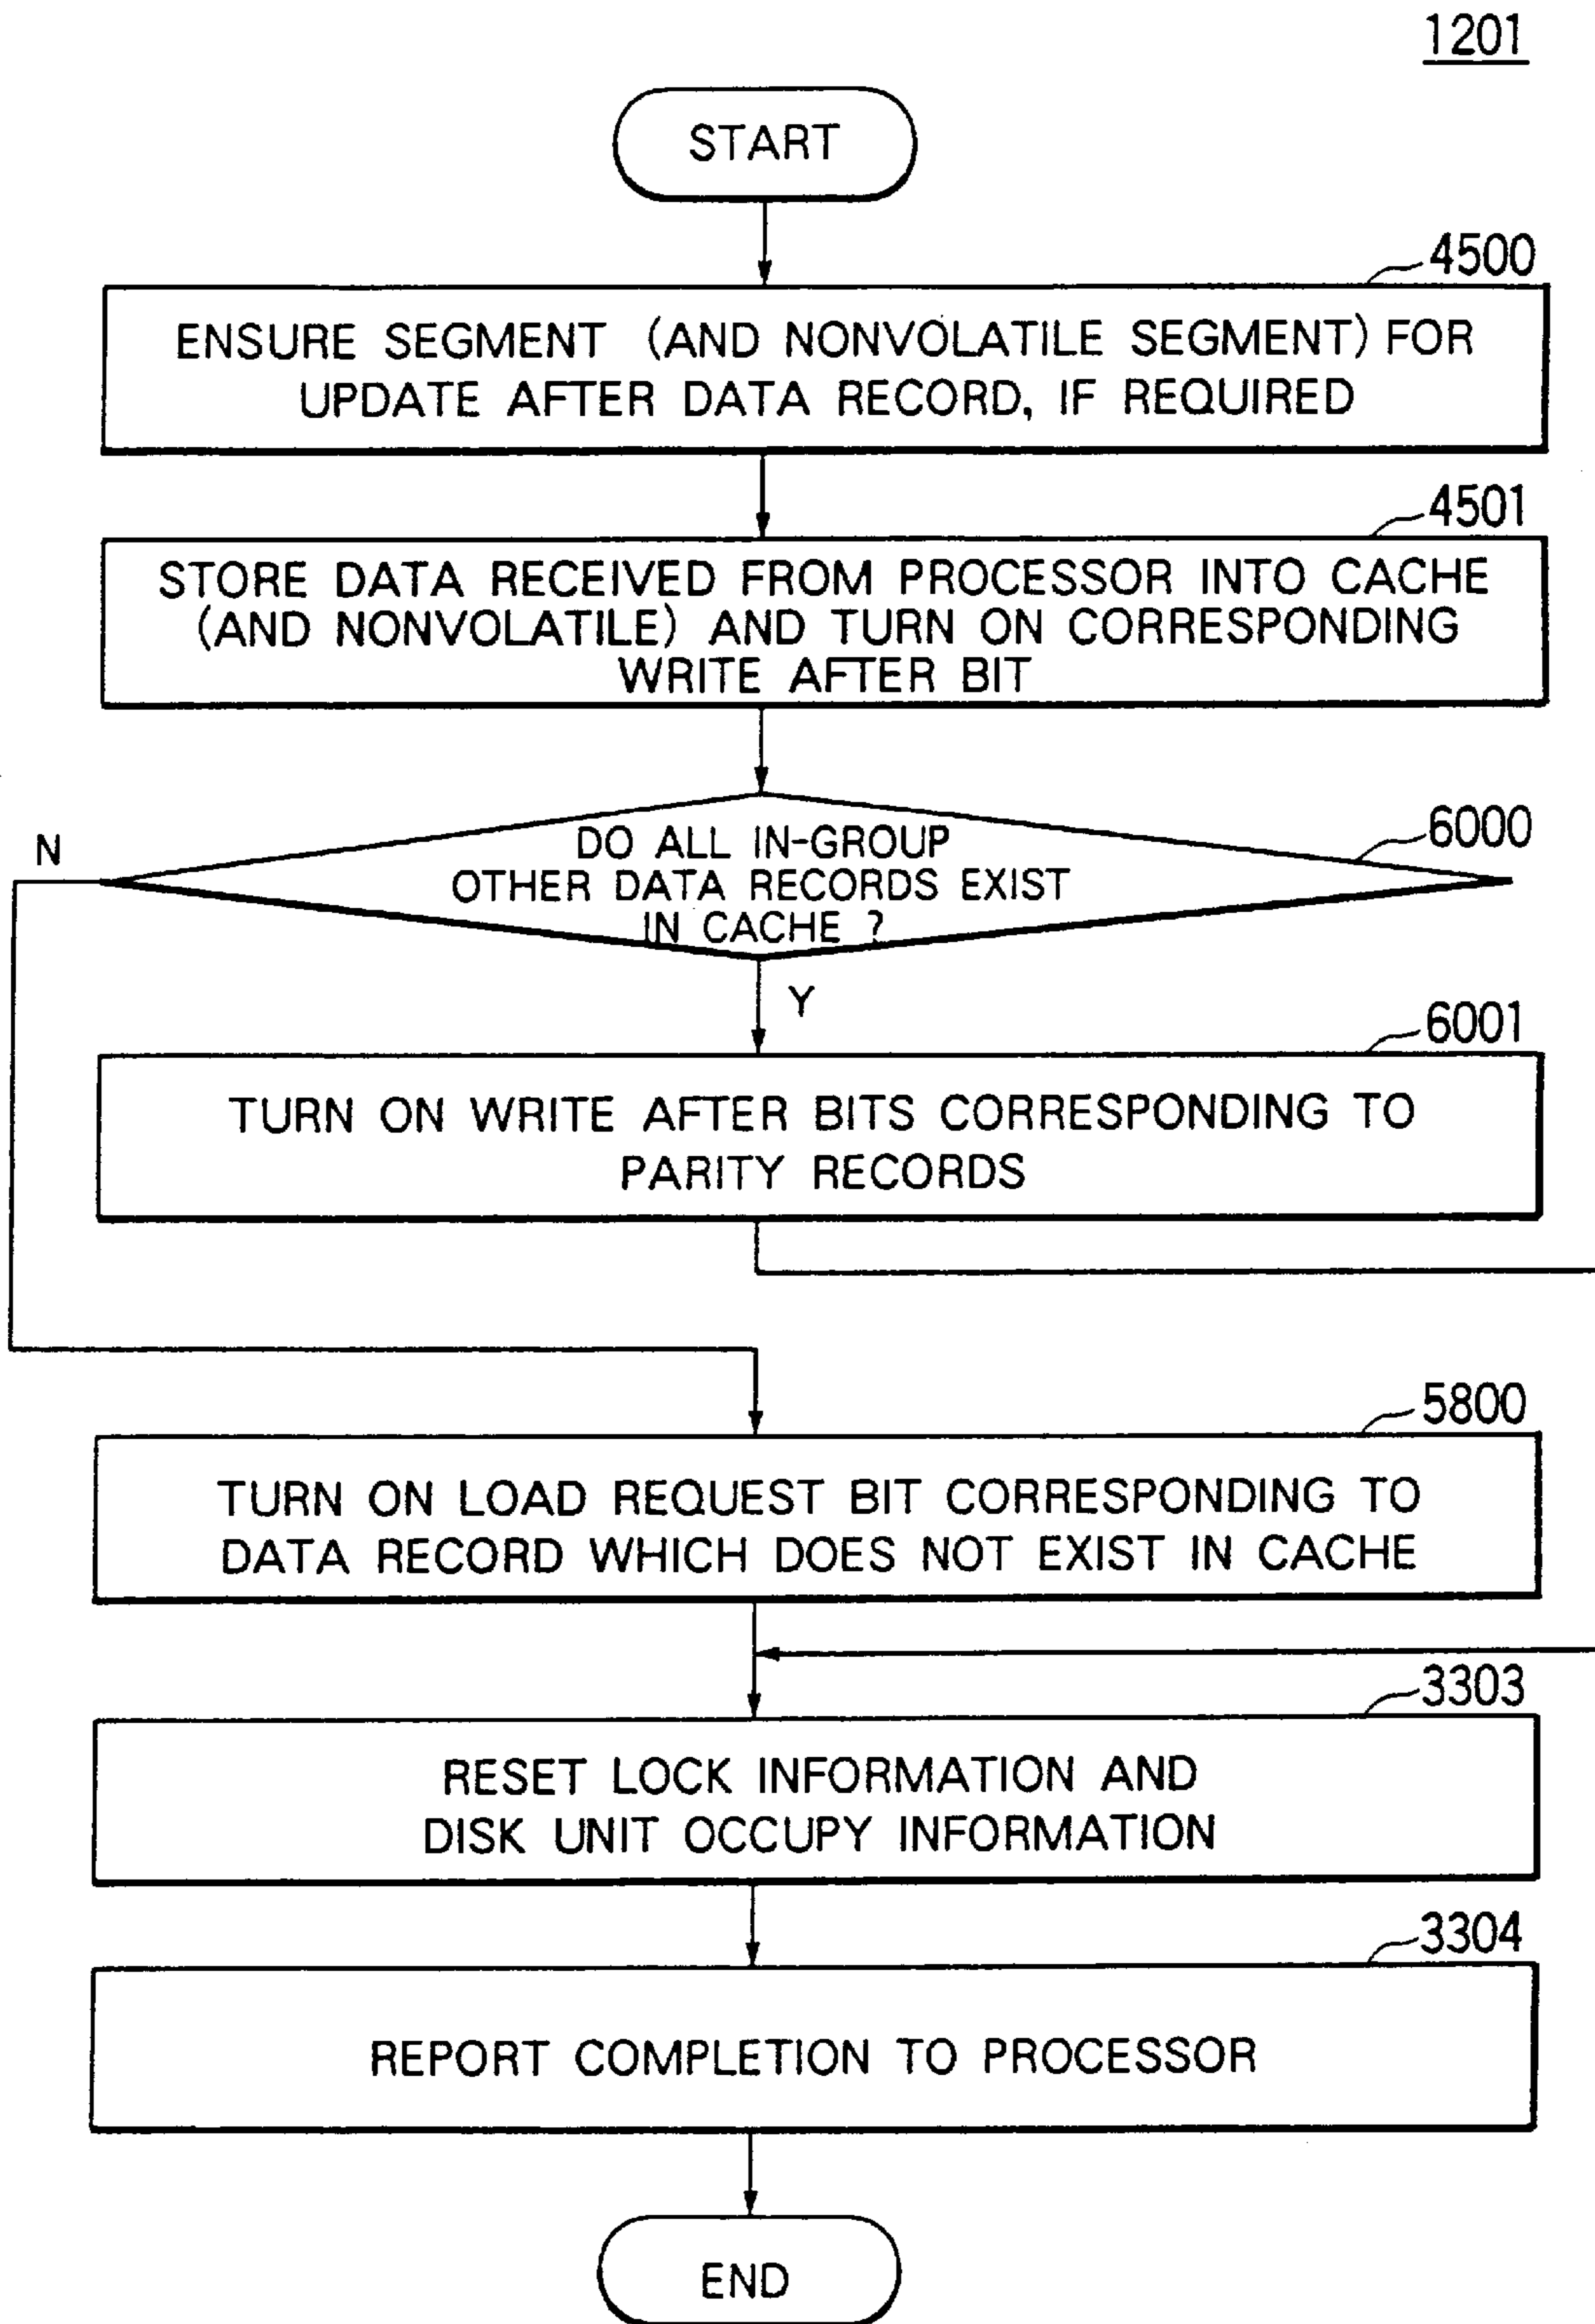 1201
START
4500
ENSURE SEGMENT (AND NONVOLATILE SEGMENT) FOR
UPDATE AFTER DATA RECORD, IF REQUIRED
4501
STORE DATA RECEIVED FROM PROCESSOR INTO CACHE
(AND NONVOLATILE) AND TURN ON CORRESPONDING
WRITE AFTER BIT
N
6000
DO ALL IN-GROUP
OTHER DATA RECORDS EXIST
IN CACHE ?
Y
6001
TURN ON WRITE AFTER BITS CORRESPONDING TO
PARITY RECORDS
5800
TURN ON LOAD REQUEST BIT CORRESPONDING TO
DATA RECORD WHICH DOES NOT EXIST IN CACHE
3303
RESET LOCK INFORMATION AND
DISK UNIT OCCUPY INFORMATION
3304
REPORT COMPLETION TO PROCESSOR
END